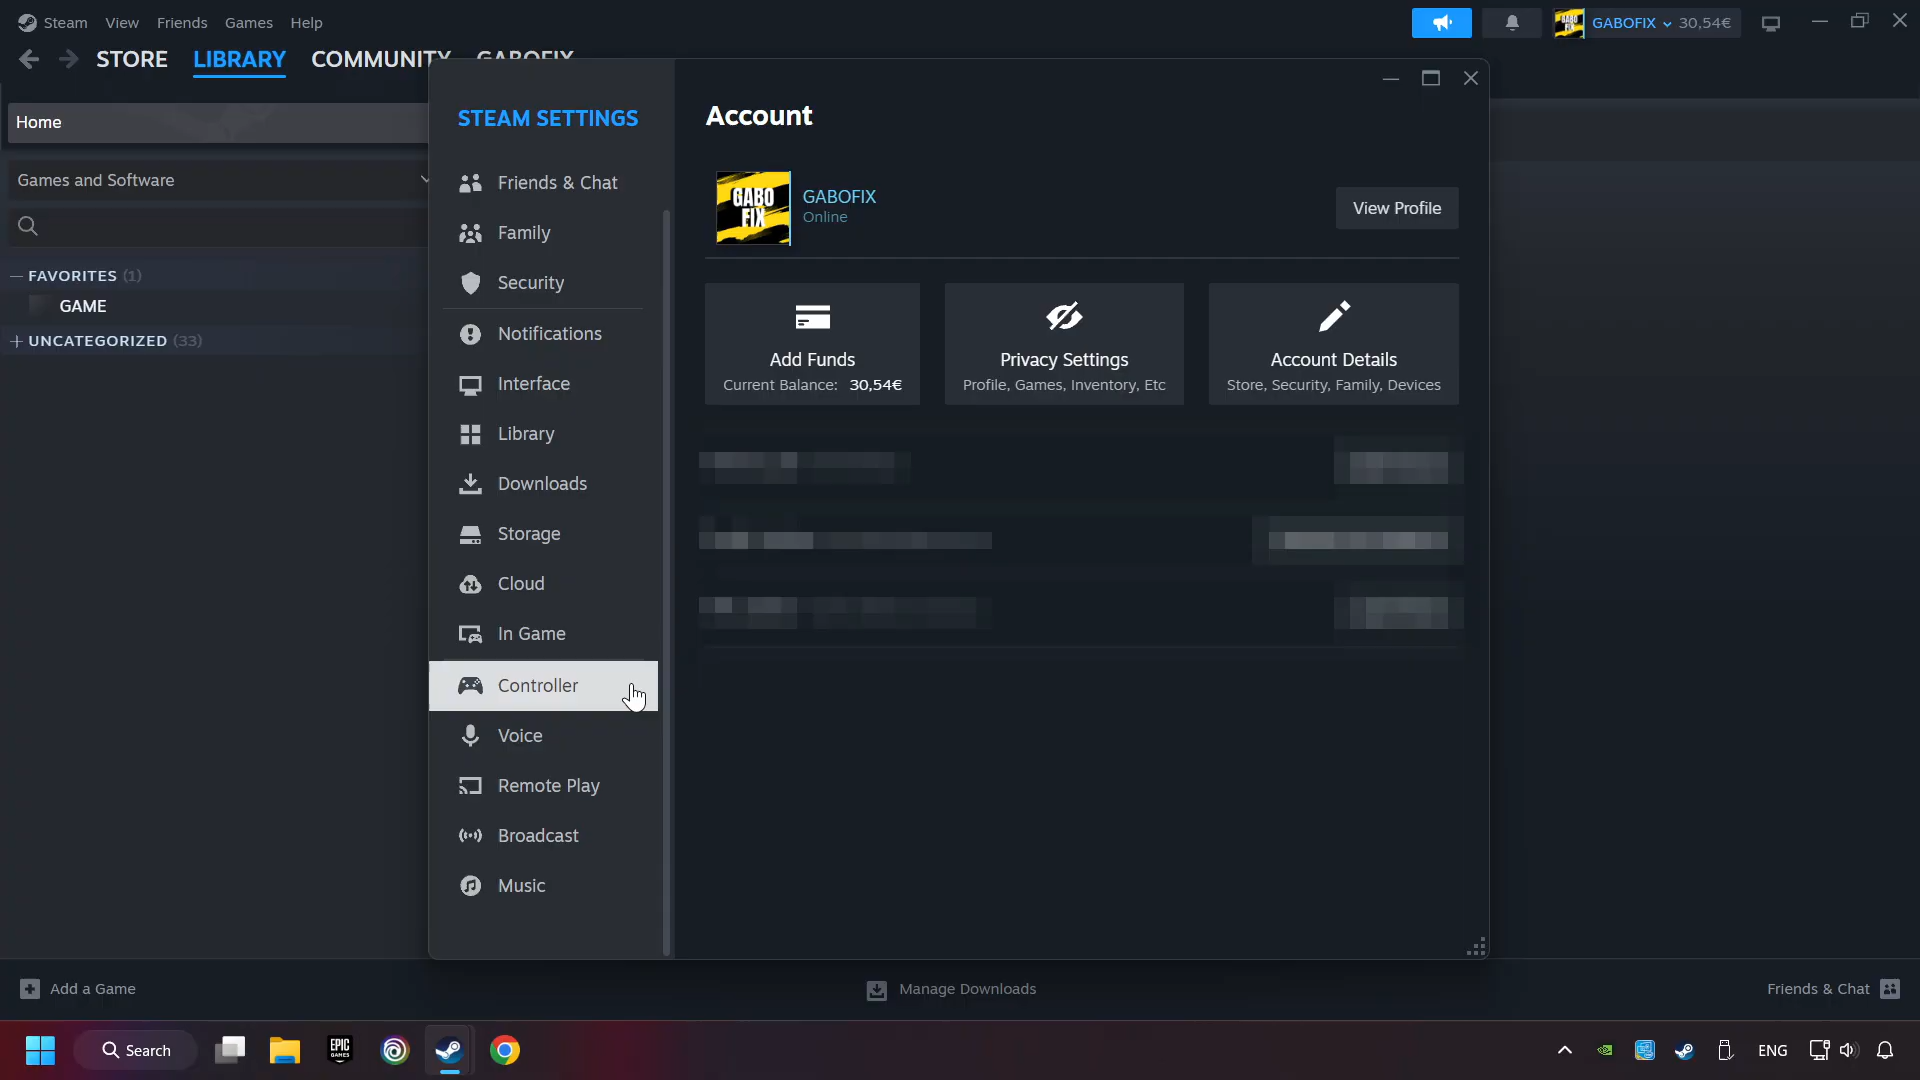 Steam View Friends Games Help
GABOFIX 30,54€
STORE LIBRARY COMMUNITY GABOFIX
Home
Games and Software
FAVORITES (1)
GAME
UNCATEGORIZED (33)
STEAM SETTINGS
Friends & Chat
Family
Security
Notifications
Interface
Library
Downloads
Storage
Cloud
In Game
Controller
Voice
Remote Play
Broadcast
Music
Account
GABO
FIX
GABOFIX
Online
View Profile
Add Funds
Current Balance: 30,54€
Privacy Settings
Profile, Games, Inventory, Etc
Account Details
Store, Security, Family, Devices
Add a Game
Manage Downloads
Friends & Chat
Search
EPIC
GAMES
ENG